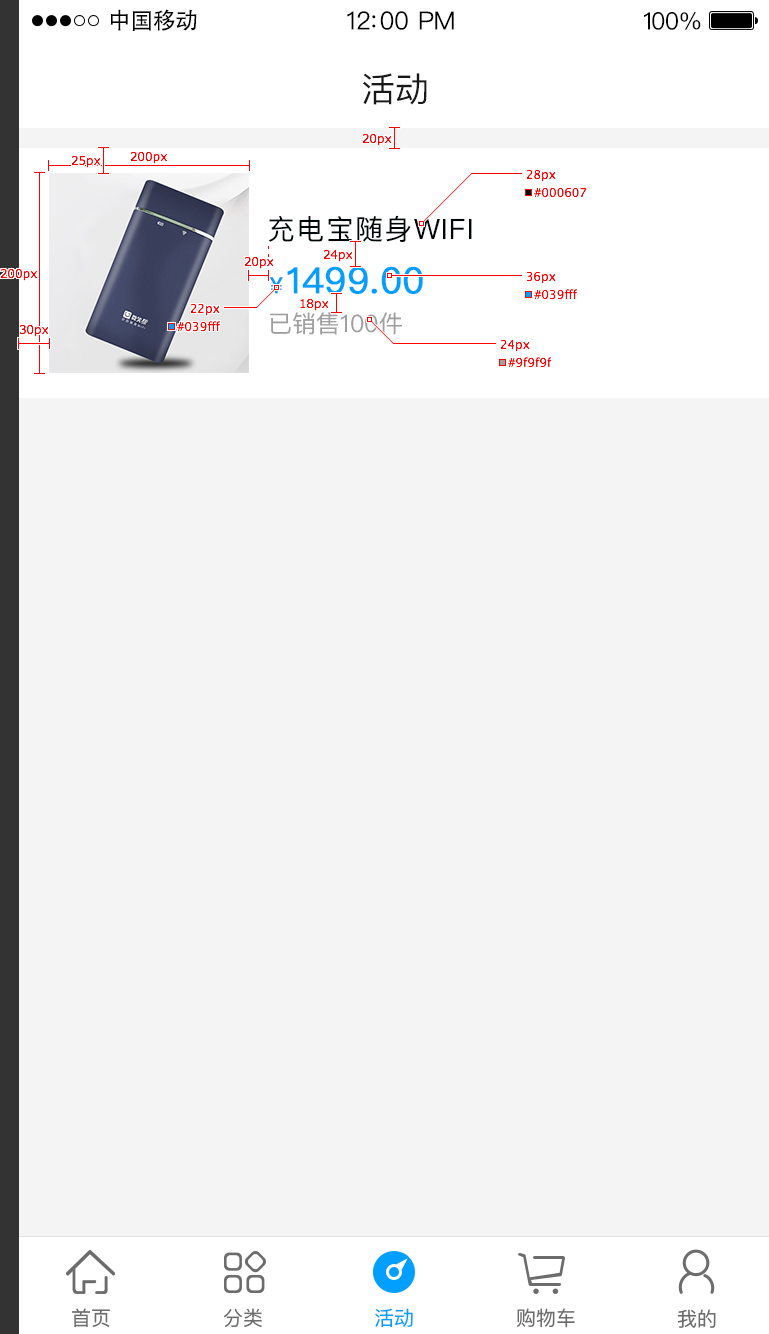 中国移动 12:00 PM 100%
活动
20px
25px 200px
28px
#000607
充电宝随身WIFI
24px
20px
200px
¥1499.00
36px
#039fff
22px
18px
#039fff
已销售100件
30px
24px
#9f9f9f
首页 分类 活动 购物车 我的